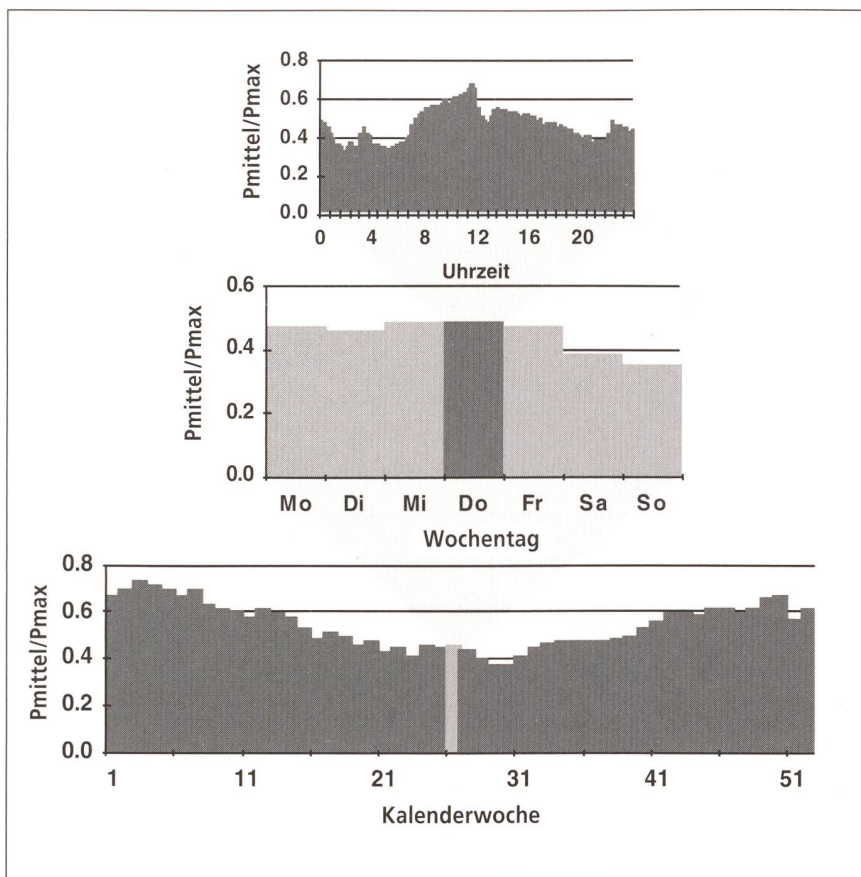 0.8
0.6
0.4
0.2
0.0
Pmittel/Pmax
0 4 8 12 16 20
Uhrzeit
0.6
0.4
0.2
0.0
Pmittel/Pmax
Mo Di Mi Do Fr Sa So
Wochentag
0.8
0.6
0.4
0.2
0.0
Pmittel/Pmax
1 11 21 31 41 51
Kalenderwoche